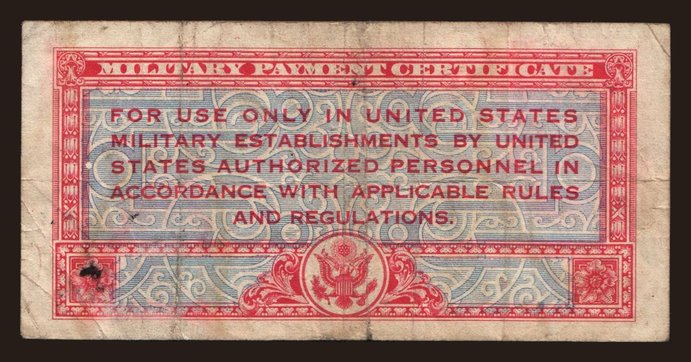 MILITARY PAYMENT CERTIFICATE
FOR USE ONLY IN UNITED STATES
MILITARY ESTABLISHMENTS BY UNITED
STATES AUTHORIZED PERSONNEL IN
ACCORDANCE WITH APPLICABLE RULES
AND REGULATIONS.